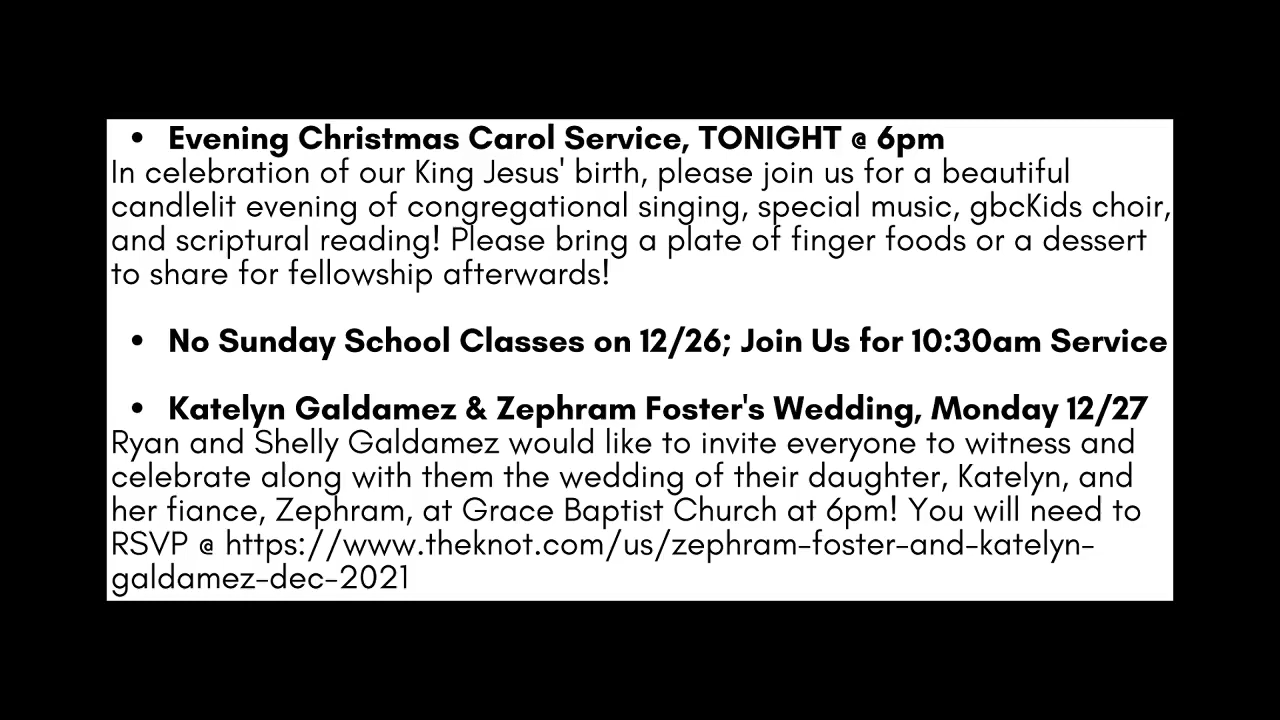 • Evening Christmas Carol Service, TONIGHT @ 6pm
In celebration of our King Jesus' birth, please join us for a beautiful
candlelit evening of congregational singing, special music, gbcKids choir,
and scriptural reading! Please bring a plate of finger foods or a dessert
to share for fellowship afterwards!
• No Sunday School Classes on 12/26; Join Us for 10:30am Service
• Katelyn Galdamez & Zephram Foster's Wedding, Monday 12/27
Ryan and Shelly Galdamez would like to invite everyone to witness and
celebrate along with them the wedding of their daughter, Katelyn, and
her fiance, Zephram, at Grace Baptist Church at 6pm! You will need to
RSVP @ https://www.theknot.com/us/zephram-foster-and-katelyn-
galdamez-dec-2021